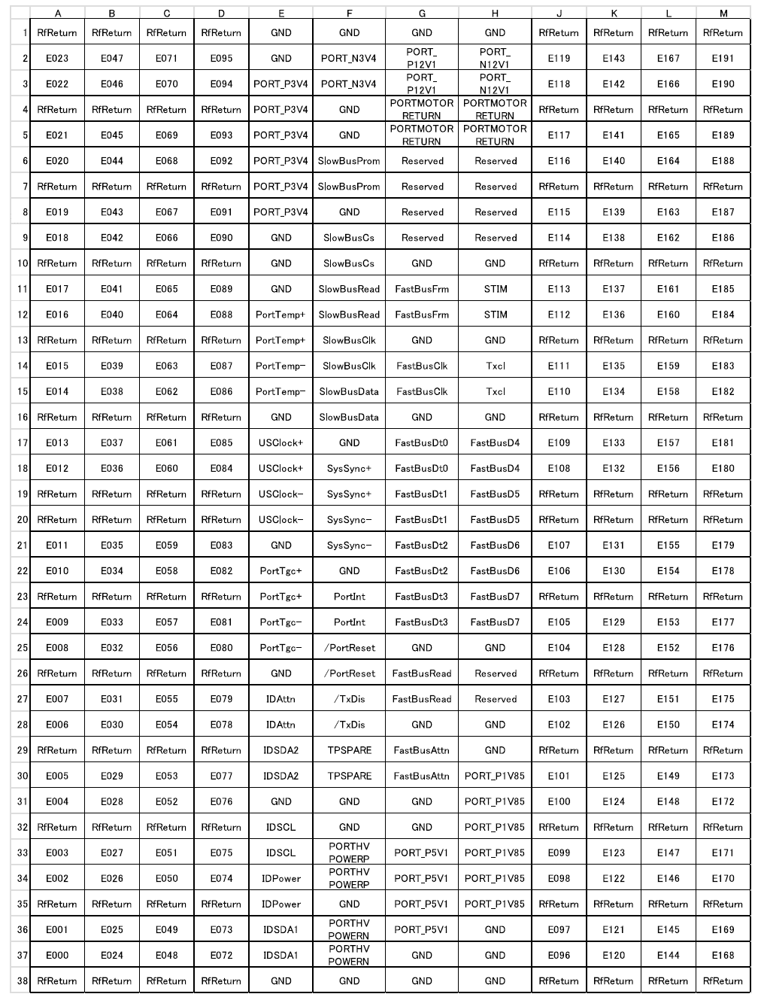 A B C D E F G H J K L M
1 RfReturn RfReturn RfReturn RfReturn GND GND GND GND RfReturn RfReturn RfReturn RfReturn
2 E023 E047 E071 E095 GND PORT_N3V4 PORT_ P12V1 PORT_ N12V1 E119 E143 E167 E191
3 E022 E046 E070 E094 PORT_P3V4 PORT_N3V4 PORT_ P12V1 PORT_ N12V1 E118 E142 E166 E190
4 RfReturn RfReturn RfReturn RfReturn PORT_P3V4 GND PORTMOTOR RETURN PORTMOTOR RETURN RfReturn RfReturn RfReturn RfReturn
5 E021 E045 E069 E093 PORT_P3V4 GND PORTMOTOR RETURN PORTMOTOR RETURN E117 E141 E165 E189
6 E020 E044 E068 E092 PORT_P3V4 SlowBusProm Reserved Reserved E116 E140 E164 E188
7 RfReturn RfReturn RfReturn RfReturn PORT_P3V4 SlowBusProm Reserved Reserved RfReturn RfReturn RfReturn RfReturn
8 E019 E043 E067 E091 PORT_P3V4 GND Reserved Reserved E115 E139 E163 E187
9 E018 E042 E066 E090 GND SlowBusCs Reserved Reserved E114 E138 E162 E186
10 RfReturn RfReturn RfReturn RfReturn GND SlowBusCs GND GND RfReturn RfReturn RfReturn RfReturn
11 E017 E041 E065 E089 GND SlowBusRead FastBusFrm STIM E113 E137 E161 E185
12 E016 E040 E064 E088 PortTemp+ SlowBusRead FastBusFrm STIM E112 E136 E160 E184
13 RfReturn RfReturn RfReturn RfReturn PortTemp+ SlowBusClk GND GND RfReturn RfReturn RfReturn RfReturn
14 E015 E039 E063 E087 PortTemp- SlowBusClk FastBusClk Txcl E111 E135 E159 E183
15 E014 E038 E062 E086 PortTemp- SlowBusData FastBusClk Txcl E110 E134 E158 E182
16 RfReturn RfReturn RfReturn RfReturn GND SlowBusData GND GND RfReturn RfReturn RfReturn RfReturn
17 E013 E037 E061 E085 USClock+ GND FastBusDt0 FastBusD4 E109 E133 E157 E181
18 E012 E036 E060 E084 USClock+ SysSync+ FastBusDt0 FastBusD4 E108 E132 E156 E180
19 RfReturn RfReturn RfReturn RfReturn USClock- SysSync+ FastBusDt1 FastBusD5 RfReturn RfReturn RfReturn RfReturn
20 RfReturn RfReturn RfReturn RfReturn USClock- SysSync- FastBusDt1 FastBusD5 RfReturn RfReturn RfReturn RfReturn
21 E011 E035 E059 E083 GND SysSync- FastBusDt2 FastBusD6 E107 E131 E155 E179
22 E010 E034 E058 E082 PortTgc+ GND FastBusDt2 FastBusD6 E106 E130 E154 E178
23 RfReturn RfReturn RfReturn RfReturn PortTgc+ PortInt FastBusDt3 FastBusD7 RfReturn RfReturn RfReturn RfReturn
24 E009 E033 E057 E081 PortTgc- PortInt FastBusDt3 FastBusD7 E105 E129 E153 E177
25 E008 E032 E056 E080 PortTgc- /PortReset GND GND E104 E128 E152 E176
26 RfReturn RfReturn RfReturn RfReturn GND /PortReset FastBusRead Reserved RfReturn RfReturn RfReturn RfReturn
27 E007 E031 E055 E079 IDAttn /TxDis FastBusRead Reserved E103 E127 E151 E175
28 E006 E030 E054 E078 IDAttn /TxDis GND GND E102 E126 E150 E174
29 RfReturn RfReturn RfReturn RfReturn IDSDA2 TPSPARE FastBusAttn GND RfReturn RfReturn RfReturn RfReturn
30 E005 E029 E053 E077 IDSDA2 TPSPARE FastBusAttn PORT_P1V85 E101 E125 E149 E173
31 E004 E028 E052 E076 GND GND GND PORT_P1V85 E100 E124 E148 E172
32 RfReturn RfReturn RfReturn RfReturn IDSCL GND GND PORT_P1V85 RfReturn RfReturn RfReturn RfReturn
33 E003 E027 E051 E075 IDSCL PORTHV POWERP PORT_P5V1 PORT_P1V85 E099 E123 E147 E171
34 E002 E026 E050 E074 IDPower PORTHV POWERP PORT_P5V1 PORT_P1V85 E098 E122 E146 E170
35 RfReturn RfReturn RfReturn RfReturn IDPower GND PORT_P5V1 PORT_P1V85 RfReturn RfReturn RfReturn RfReturn
36 E001 E025 E049 E073 IDSDA1 PORTHV POWERN PORT_P5V1 GND E097 E121 E145 E169
37 E000 E024 E048 E072 IDSDA1 PORTHV POWERN GND GND E096 E120 E144 E168
38 RfReturn RfReturn RfReturn RfReturn GND GND GND GND RfReturn RfReturn RfReturn RfReturn